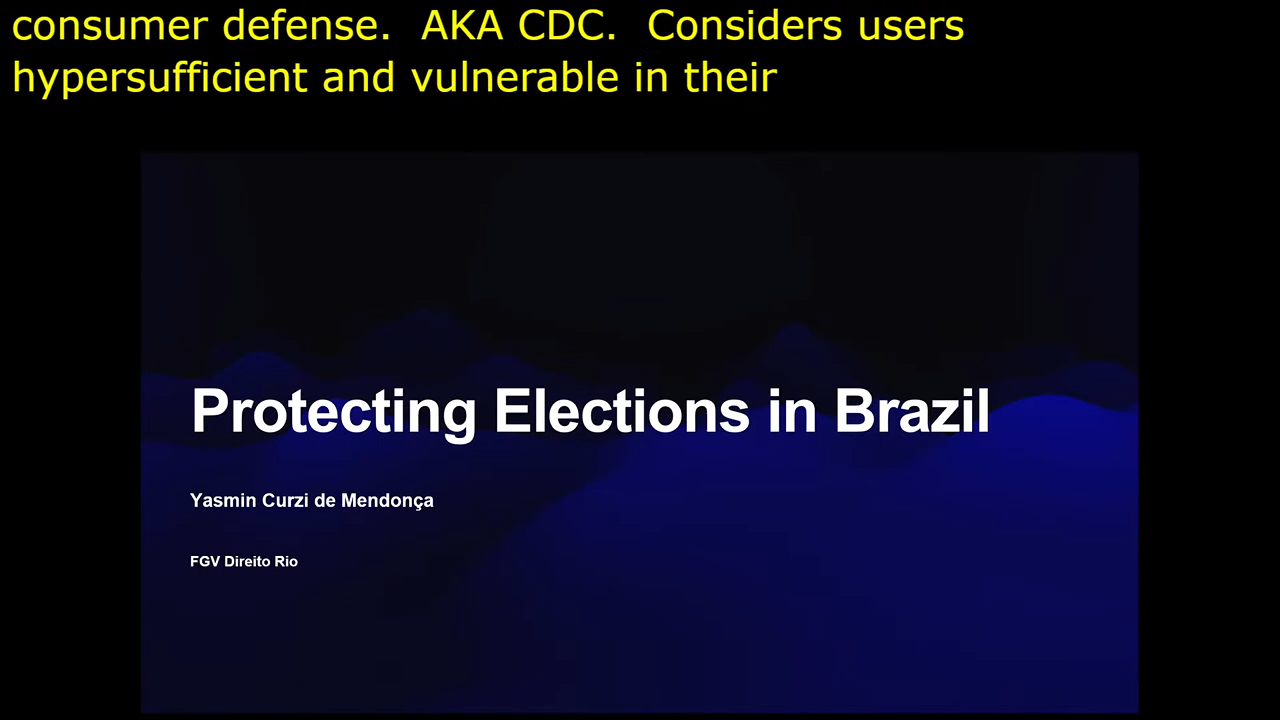 consumer defense.  AKA CDC.  Considers users
hypersufficient and vulnerable in their
Protecting Elections in Brazil
Yasmin Curzi de Mendonça
FGV Direito Rio